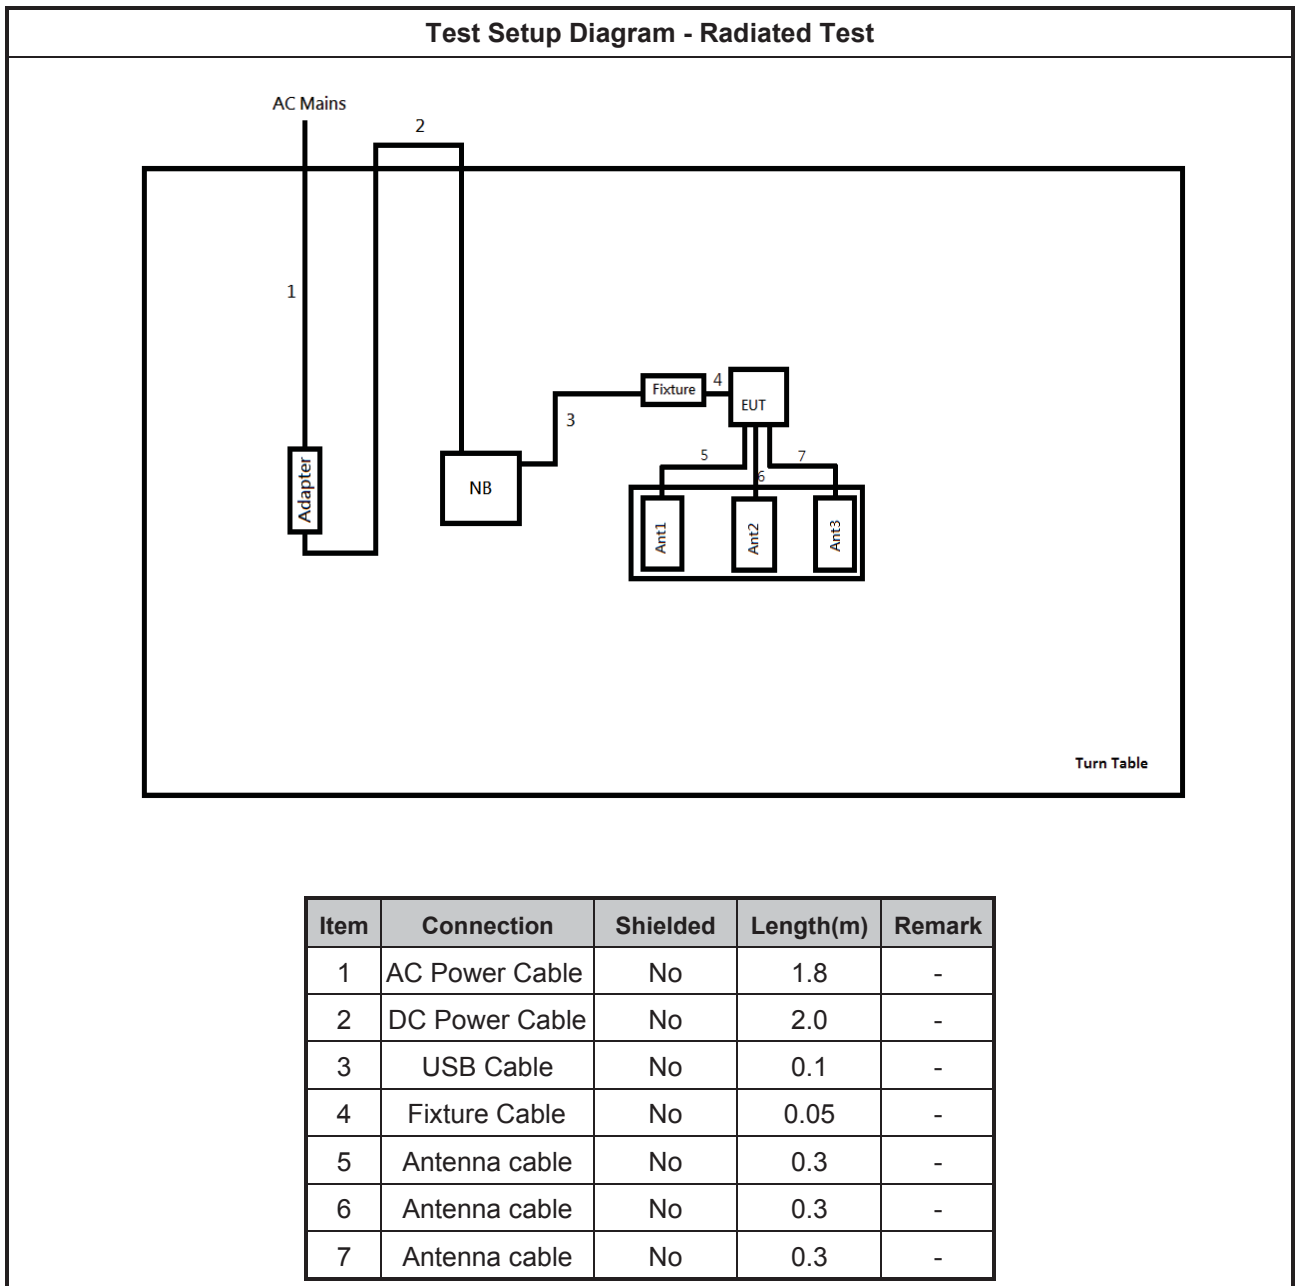 Test Setup Diagram - Radiated Test
AC Mains
2
1
Fixture
4
EUT
3
5
7
6
Adapter
NB
Ant1
Ant2
Ant3
Turn Table
Item Connection Shielded Length(m) Remark
1 AC Power Cable No 1.8 -
2 DC Power Cable No 2.0 -
3 USB Cable No 0.1 -
4 Fixture Cable No 0.05 -
5 Antenna cable No 0.3 -
6 Antenna cable No 0.3 -
7 Antenna cable No 0.3 -